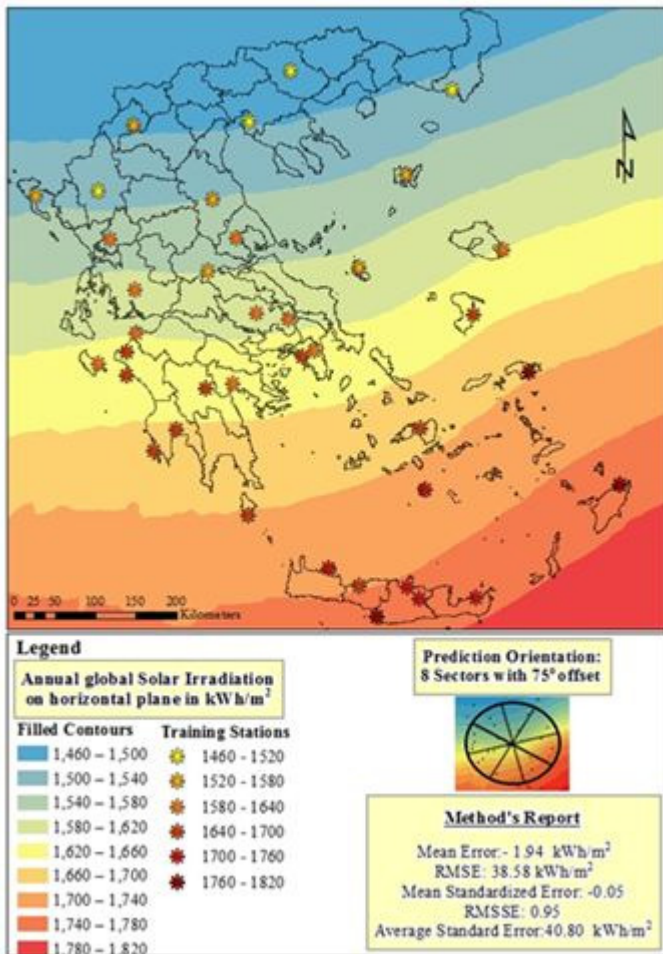 N
0 25 50 100 150 200
Kilometers
Legend
Annual global Solar Irradiation
on horizontal plane in kWh/m²
Filled Contours
1,460 – 1,500
1,500 – 1,540
1,540 – 1,580
1,580 – 1,620
1,620 – 1,660
1,660 – 1,700
1,700 – 1,740
1,740 – 1,780
1,780 – 1,820
Training Stations
1460 - 1520
1520 - 1580
1580 - 1640
1640 - 1700
1700 - 1760
1760 - 1820
Prediction Orientation:
8 Sectors with 75° offset
Method's Report
Mean Error:- 1.94 kWh/m²
RMSE: 38.58 kWh/m²
Mean Standardized Error: -0.05
RMSSE: 0.95
Average Standard Error:40.80 kWh/m²